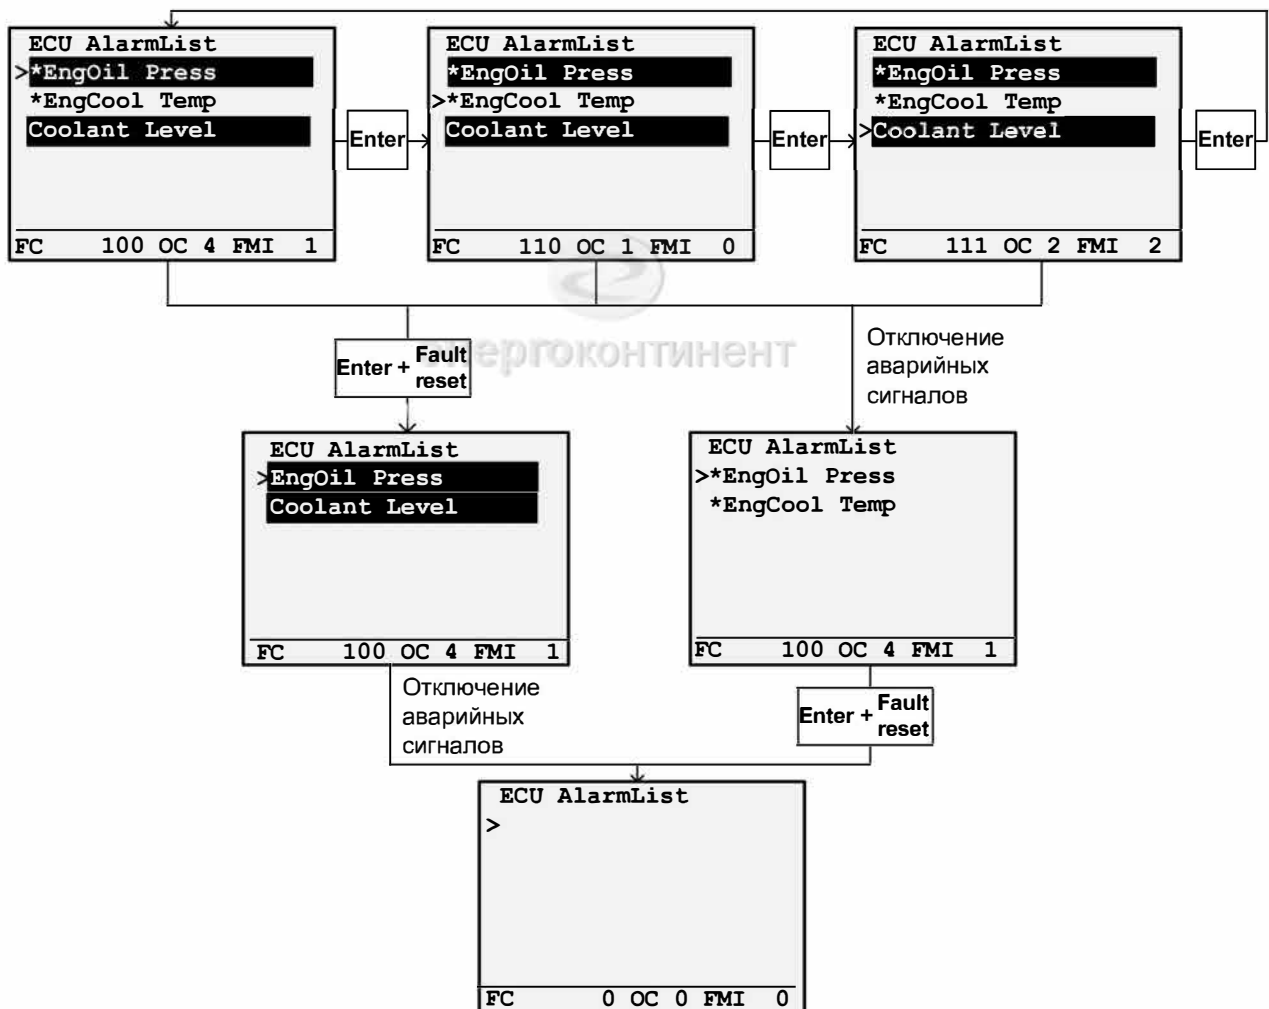 ECU AlarmList
>*EngOil Press
*EngCool Temp
Coolant Level
FC 100 OC 4 FMI 1
Enter
ECU AlarmList
*EngOil Press
>*EngCool Temp
Coolant Level
FC 110 OC 1 FMI 0
Enter
ECU AlarmList
*EngOil Press
*EngCool Temp
>Coolant Level
FC 111 OC 2 FMI 2
Enter
энергоконтинент
Enter + Fault
reset
Отключение
аварийных
сигналов
ECU AlarmList
>EngOil Press
Coolant Level
FC 100 OC 4 FMI 1
ECU AlarmList
>*EngOil Press
*EngCool Temp
FC 100 OC 4 FMI 1
Отключение
аварийных
сигналов
Enter + Fault
reset
ECU AlarmList
>
FC 0 OC 0 FMI 0